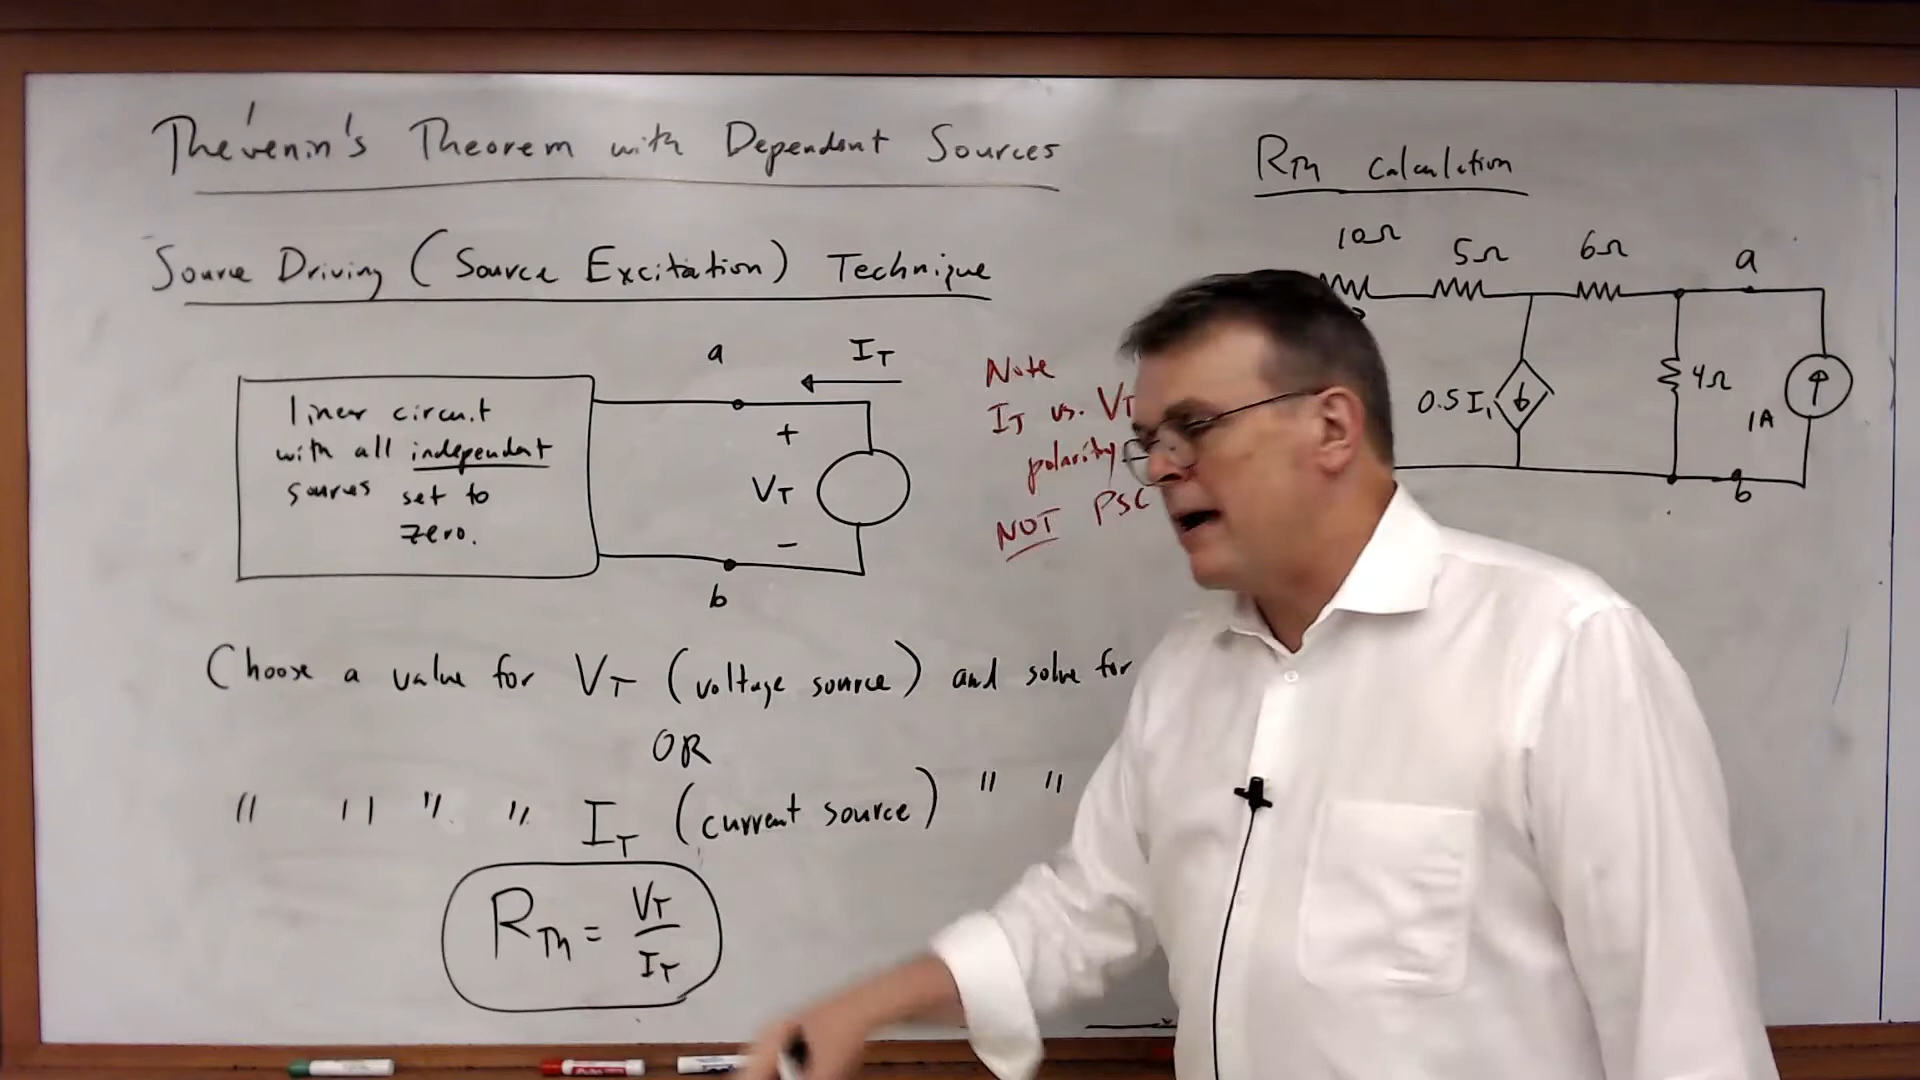 Thévenin's Theorem with Dependent Sources
Source Driving (Source Excitation) Technique
linear circuit
with all independent
sources set to
zero.
a
I_T
+
V_T
-
b
Note
I_T vs. V_T
polarity.
NOT PSC
Choose a value for V_T (voltage source) and solve for
OR
" " " " I_T (current source) " "
R_Th = V_T / I_T
R_Th Calculation
10Ω
5Ω
6Ω
a
0.5 I₁
4Ω
1A
b